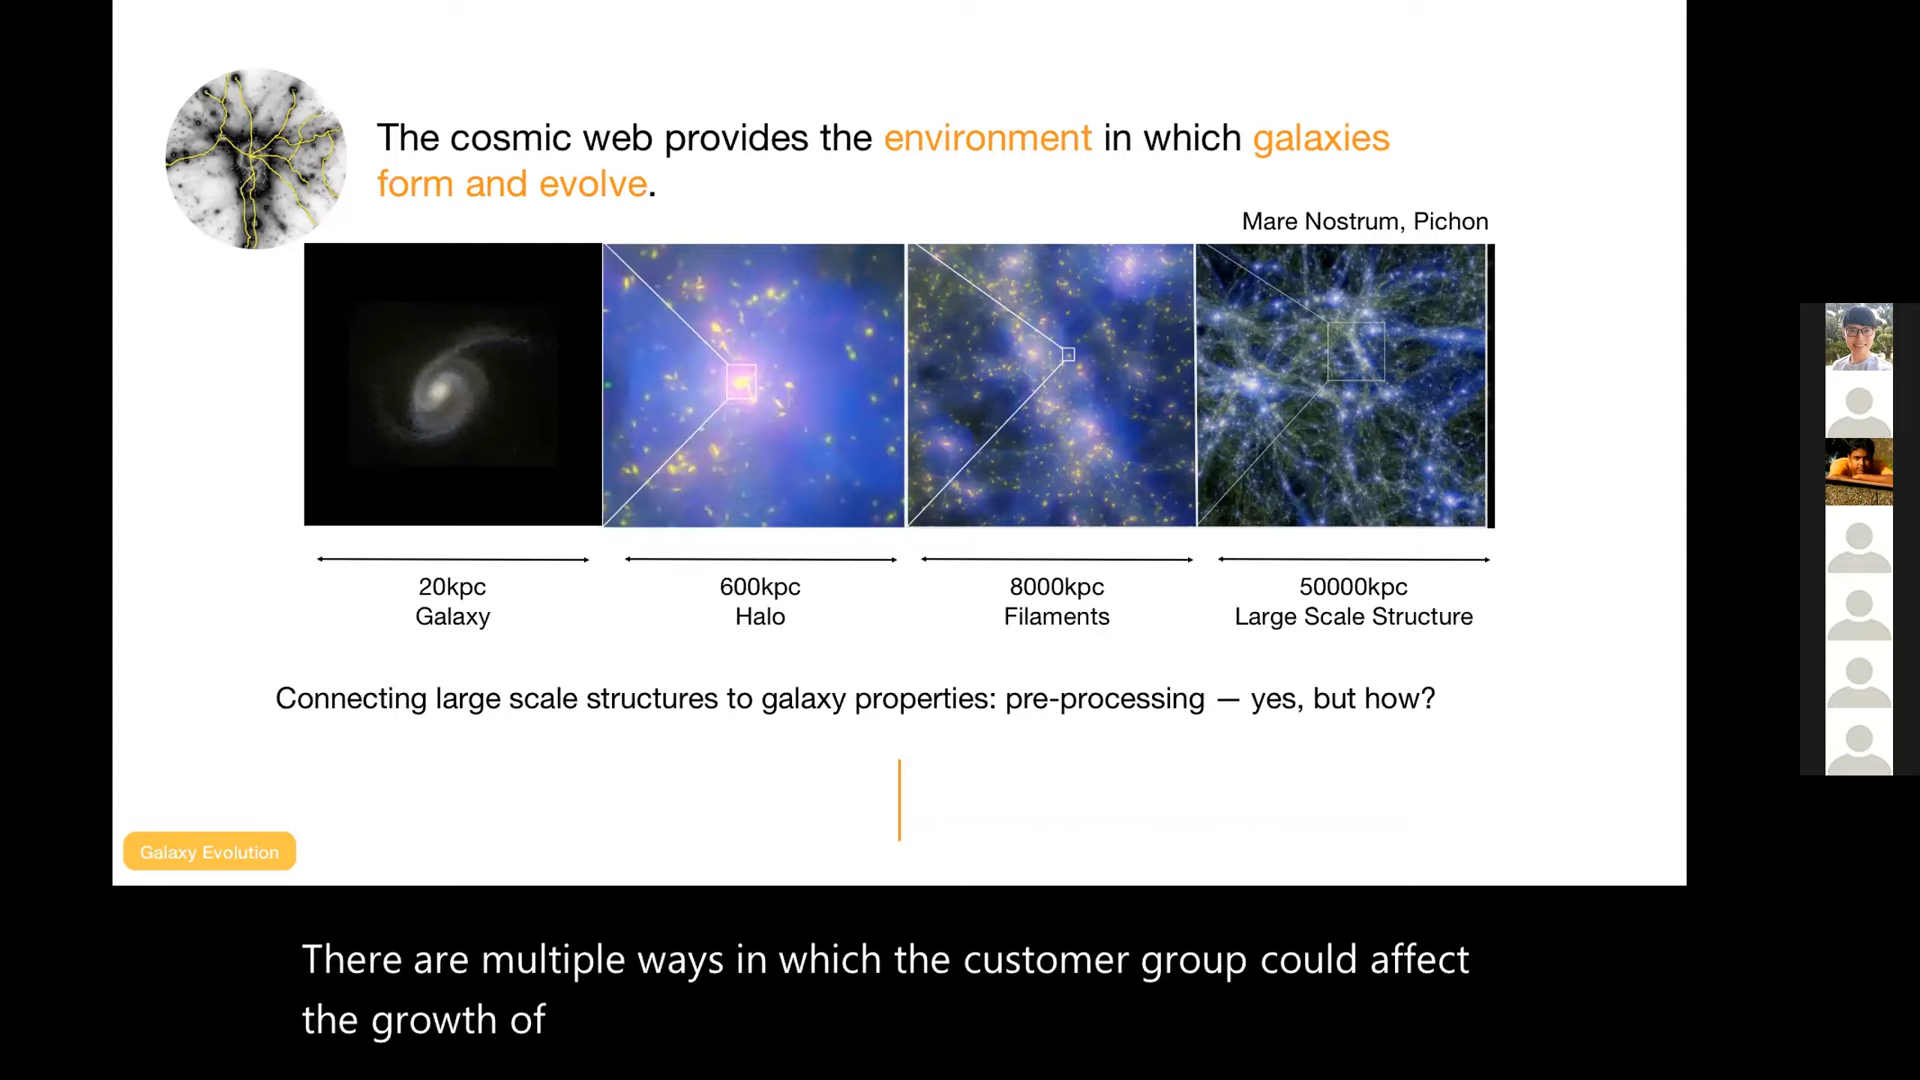 The cosmic web provides the environment in which galaxies
form and evolve.
Mare Nostrum, Pichon
20kpc
Galaxy
600kpc
Halo
8000kpc
Filaments
50000kpc
Large Scale Structure
Connecting large scale structures to galaxy properties: pre-processing — yes, but how?
Galaxy Evolution
There are multiple ways in which the customer group could affect
the growth of